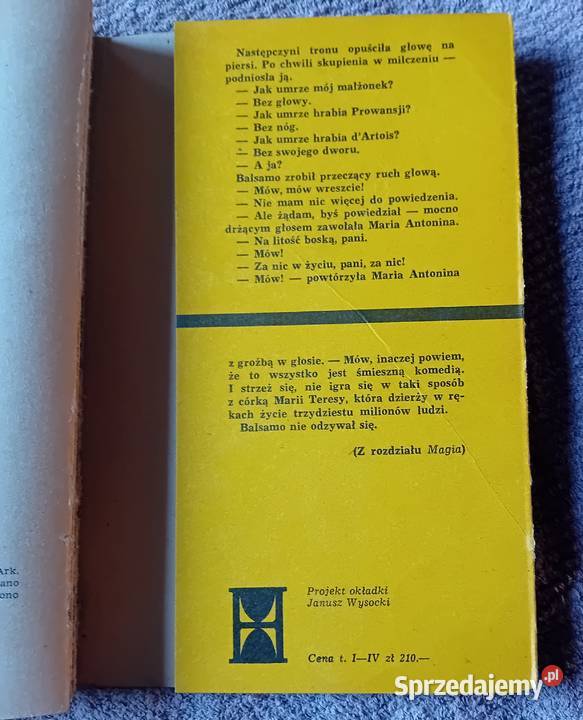 Następczyni tronu opuściła głowę na
piersi. Po chwili skupienia w milczeniu —
podniosła ją.
— Jak umrze mój małżonek?
— Bez głowy.
— Jak umrze hrabia Prowansji?
— Bez nóg.
— Jak umrze hrabia d'Artois?
— Bez swojego dworu.
— A ja?
Balsamo zrobił przeczący ruch głową.
— Mów, mów wreszcie!
— Nie mam nic więcej do powiedzenia.
— Ale żądam, byś powiedział — mocno
drżącym głosem zawołała Maria Antonina.
— Na litość boską, pani.
— Mów!
— Za nic w życiu, pani, za nic!
— Mów! — powtórzyła Maria Antonina
z groźbą w głosie. — Mów, inaczej powiem,
że to wszystko jest śmieszną komedią.
I strzeż się, nie igra się w taki sposób
z córką Marii Teresy, która dzierży w rę-
kach życie trzydziestu milionów ludzi.
Balsamo nie odzywał się.
(Z rozdziału Magia)
Ark.
ano
ono
Projekt okładki
Janusz Wysocki
Cena t. I—IV zł 210.—
Sprzedajemy.pl